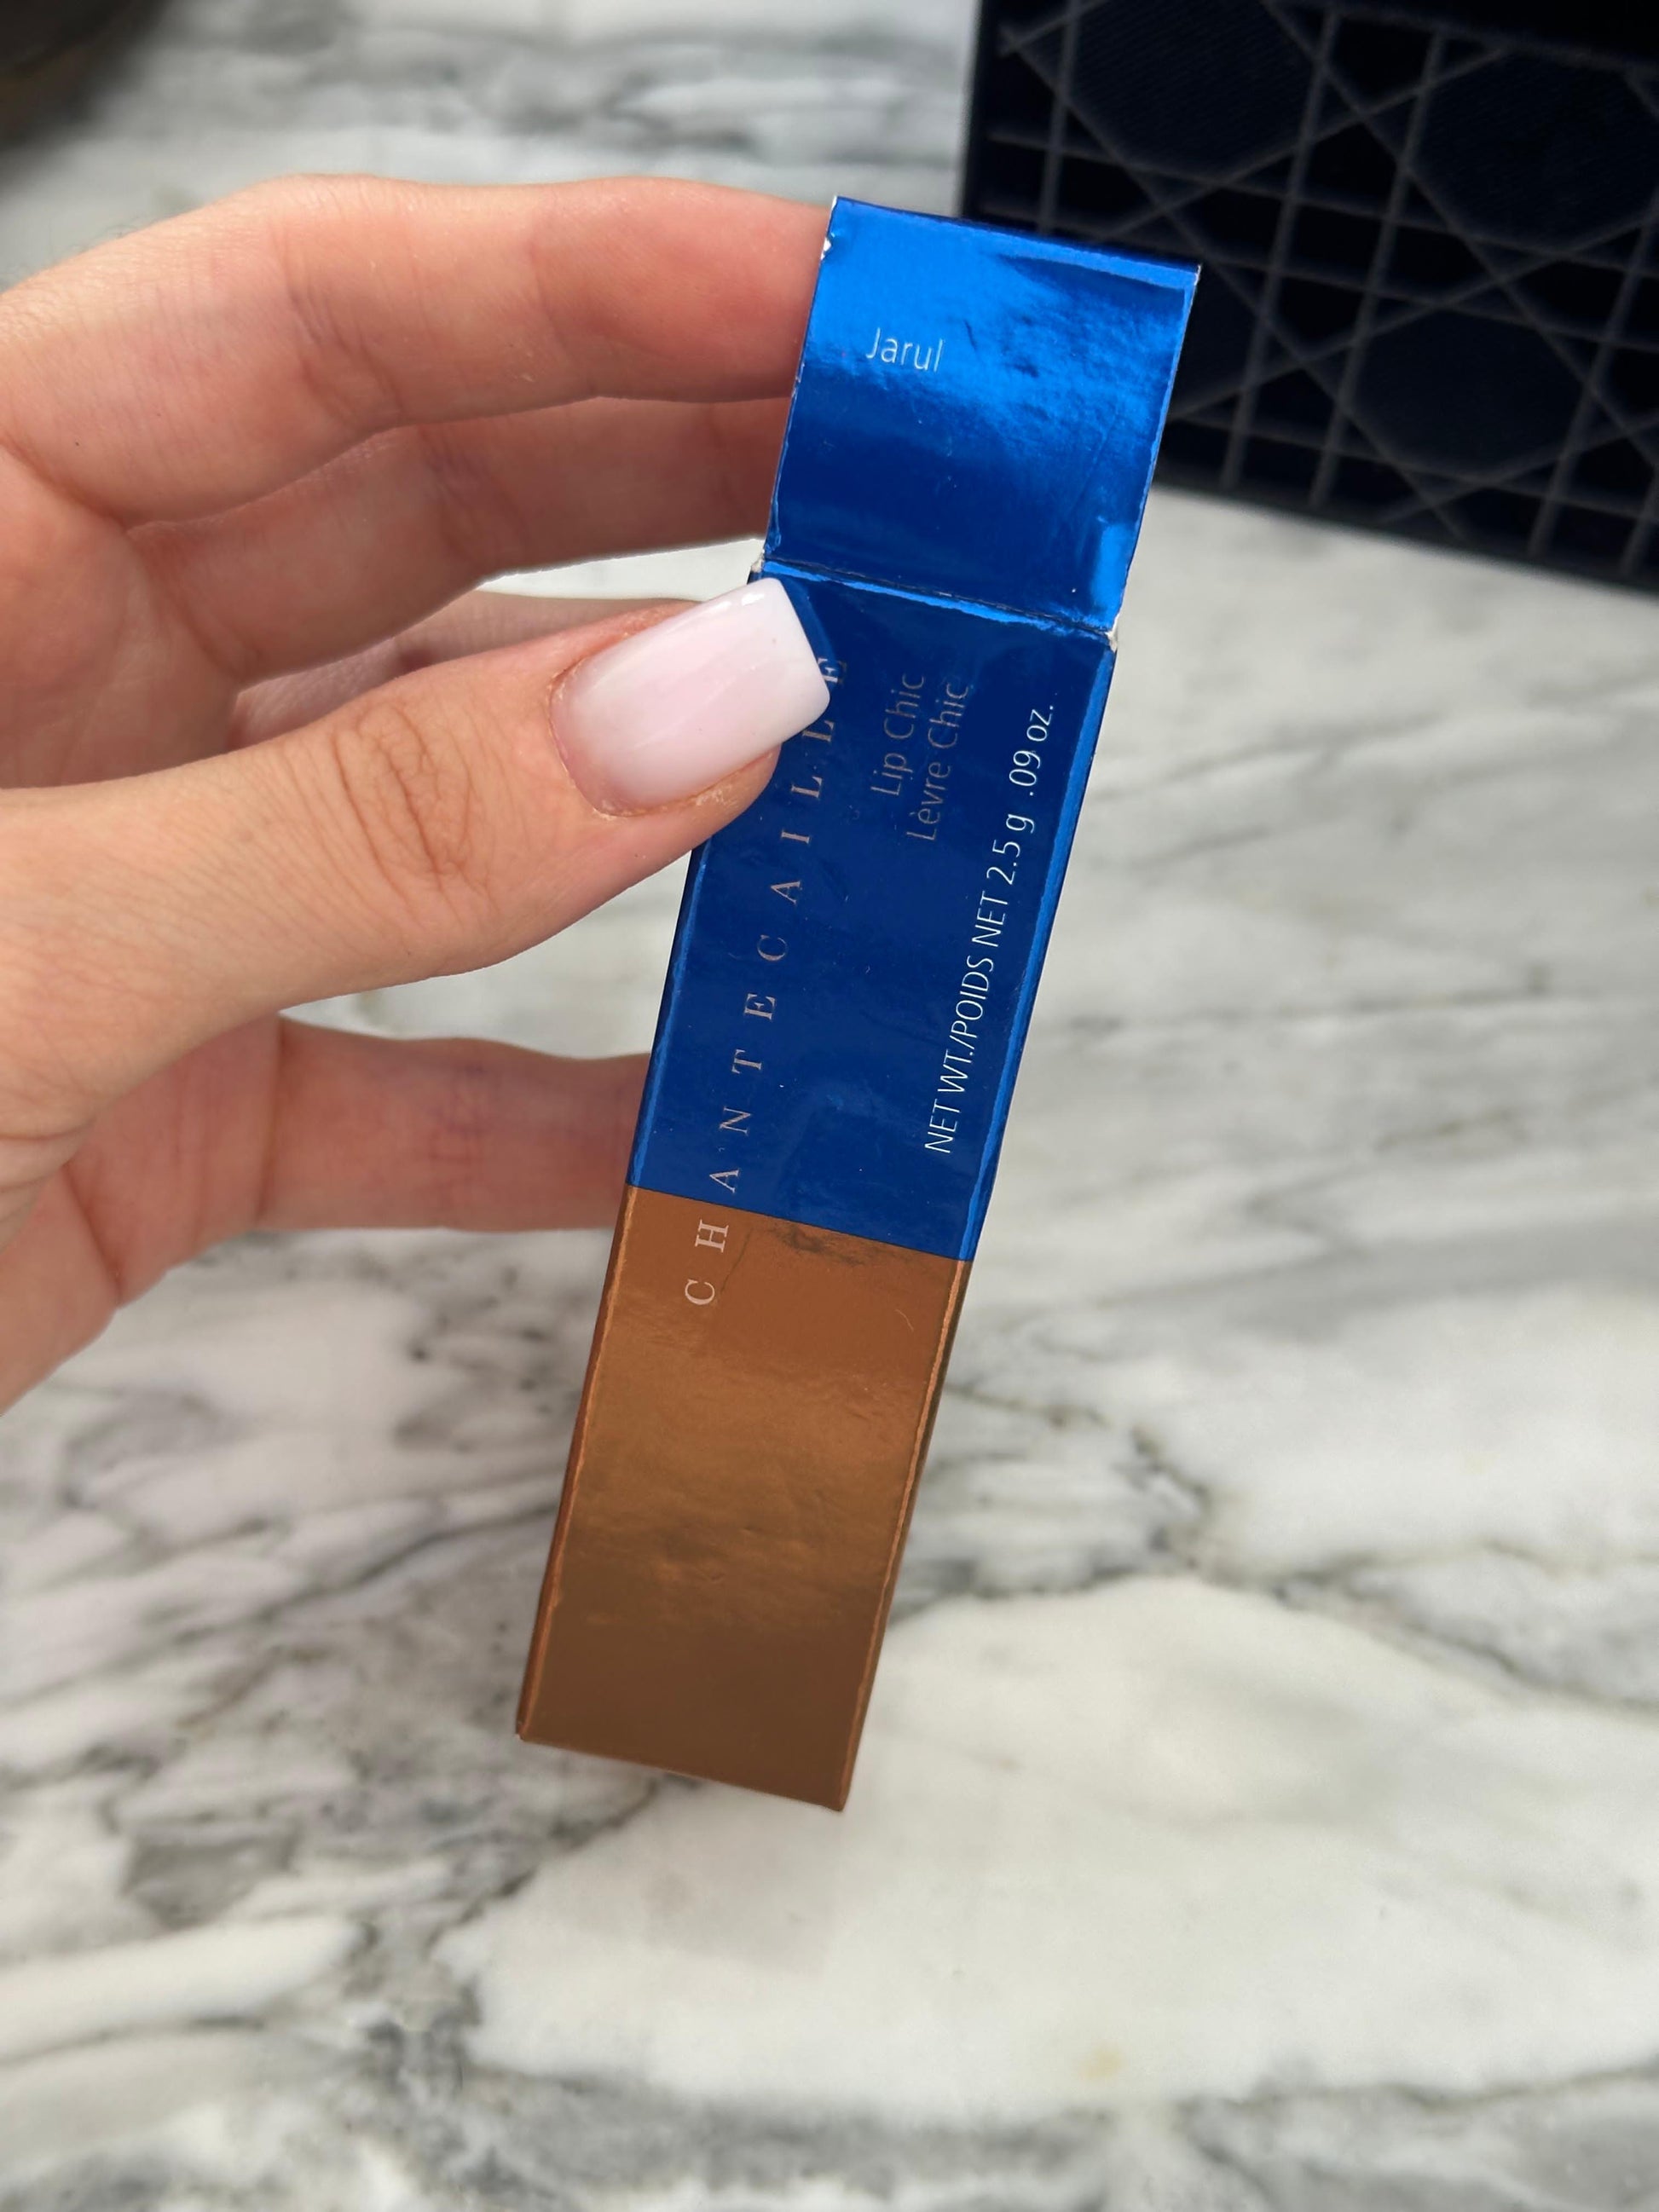 Jarul
CHANTECAILLE
Lip Chic
Lèvre Chic
NET WT./POIDS NET 2.5 g .09 oz.